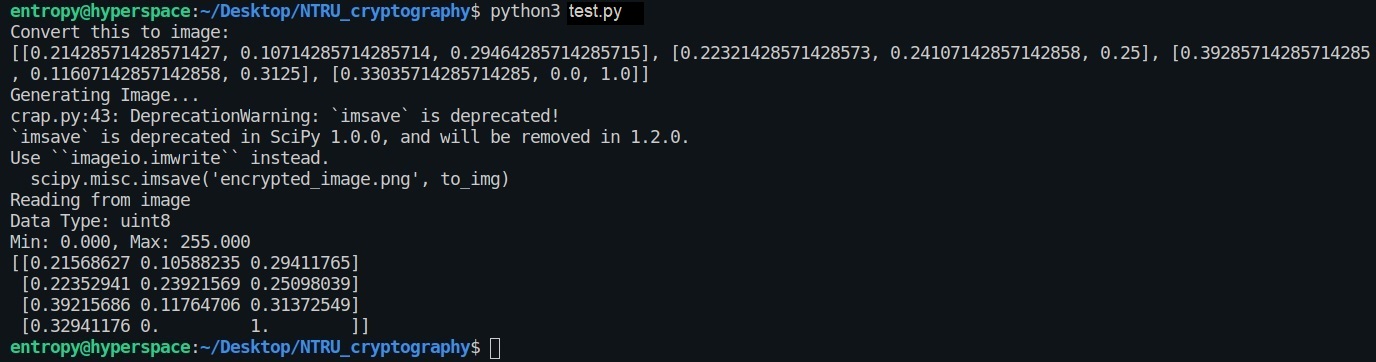 entropy@hyperspace:~/Desktop/NTRU_cryptography$ python3 test.py
Convert this to image:
[[0.21428571428571427, 0.10714285714285714, 0.29464285714285715], [0.22321428571428573, 0.24107142857142858, 0.25], [0.39285714285714285
, 0.11607142857142858, 0.3125], [0.33035714285714285, 0.0, 1.0]]
Generating Image...
crap.py:43: DeprecationWarning: `imsave` is deprecated!
`imsave` is deprecated in SciPy 1.0.0, and will be removed in 1.2.0.
Use ``imageio.imwrite`` instead.
  scipy.misc.imsave('encrypted_image.png', to_img)
Reading from image
Data Type: uint8
Min: 0.000, Max: 255.000
[[0.21568627 0.10588235 0.29411765]
 [0.22352941 0.23921569 0.25098039]
 [0.39215686 0.11764706 0.31372549]
 [0.32941176 0.         1.        ]]
entropy@hyperspace:~/Desktop/NTRU_cryptography$